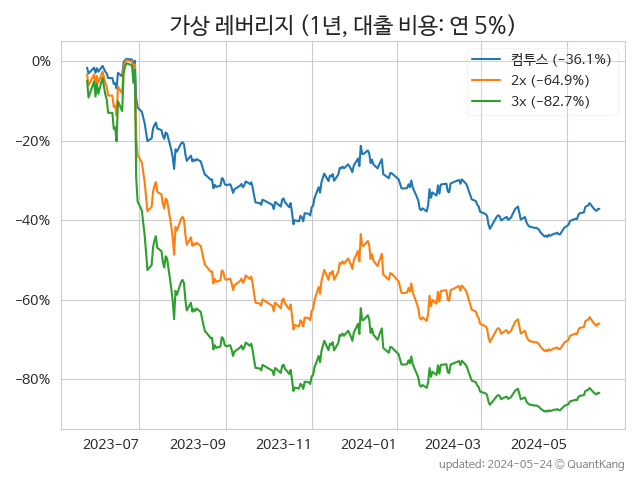 가상 레버리지 (1년, 대출 비용: 연 5%)
컴투스 (−36.1%)
2x (−64.9%)
3x (−82.7%)
0%
−20%
−40%
−60%
−80%
2023-07 2023-09 2023-11 2024-01 2024-03 2024-05
updated: 2024-05-24 © QuantKang